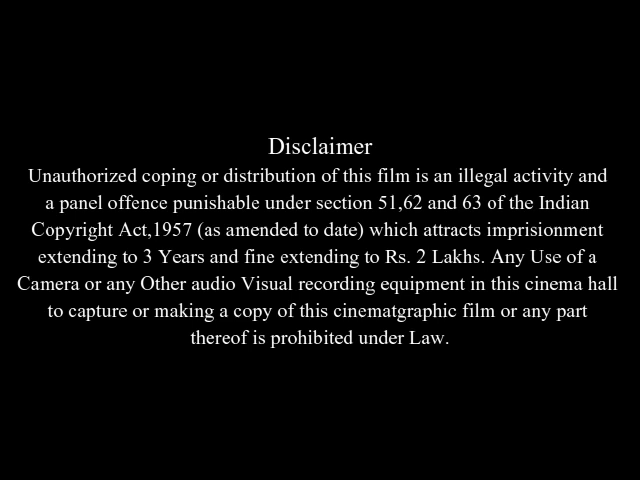 Disclaimer
Unauthorized coping or distribution of this film is an illegal activity and
a panel offence punishable under section 51,62 and 63 of the Indian
Copyright Act,1957 (as amended to date) which attracts imprisionment
extending to 3 Years and fine extending to Rs. 2 Lakhs. Any Use of a
Camera or any Other audio Visual recording equipment in this cinema hall
to capture or making a copy of this cinematgraphic film or any part
thereof is prohibited under Law.